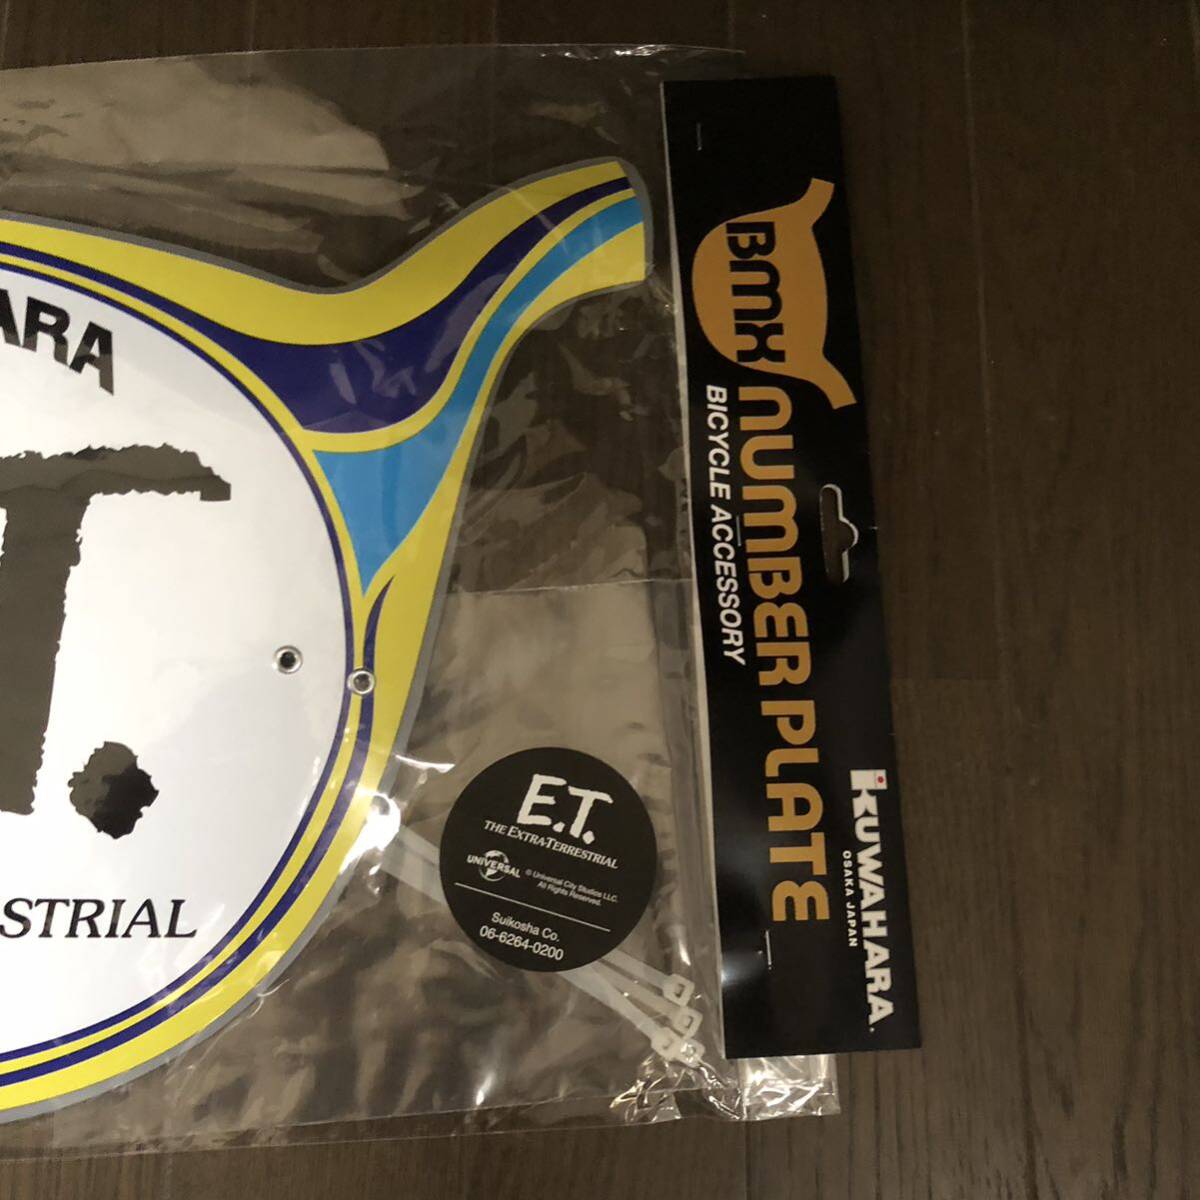 ARA
T.
STRIAL
BMX NUMBER PLATE
BICYCLE ACCESSORY
KUWAHARA.
OSAKA JAPAN
E.T.
THE EXTRA-TERRESTRIAL
UNIVERSAL
© Universal City Studios LLC.
All Rights Reserved.
Suikosha Co.
06-6264-0200